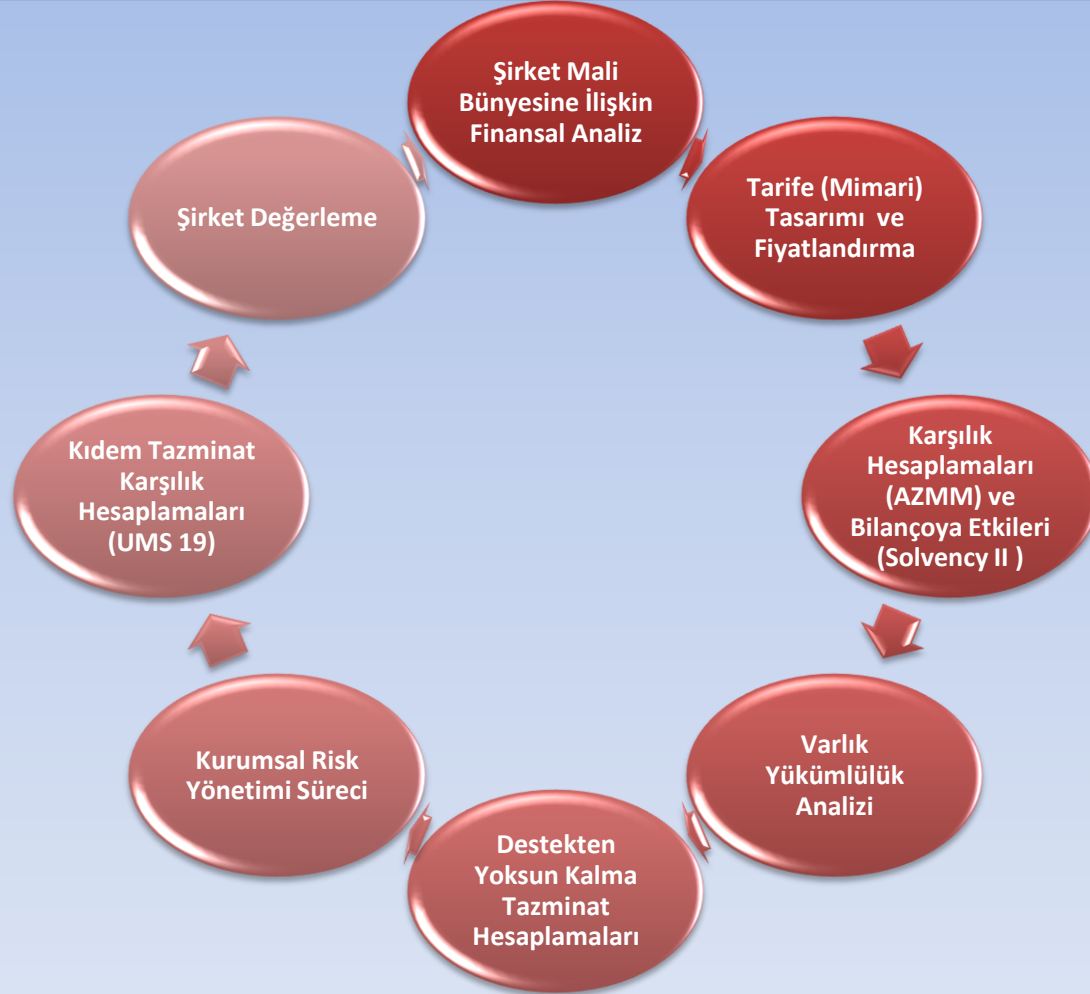 Şirket Mali
Bünyesine İlişkin
Finansal Analiz
Tarife (Mimari)
Tasarımı ve
Fiyatlandırma
Karşılık
Hesaplamaları
(AZMM) ve
Bilançoya Etkileri
(Solvency II )
Varlık
Yükümlülük
Analizi
Destekten
Yoksun Kalma
Tazminat
Hesaplamaları
Kurumsal Risk
Yönetimi Süreci
Kıdem Tazminat
Karşılık
Hesaplamaları
(UMS 19)
Şirket Değerleme